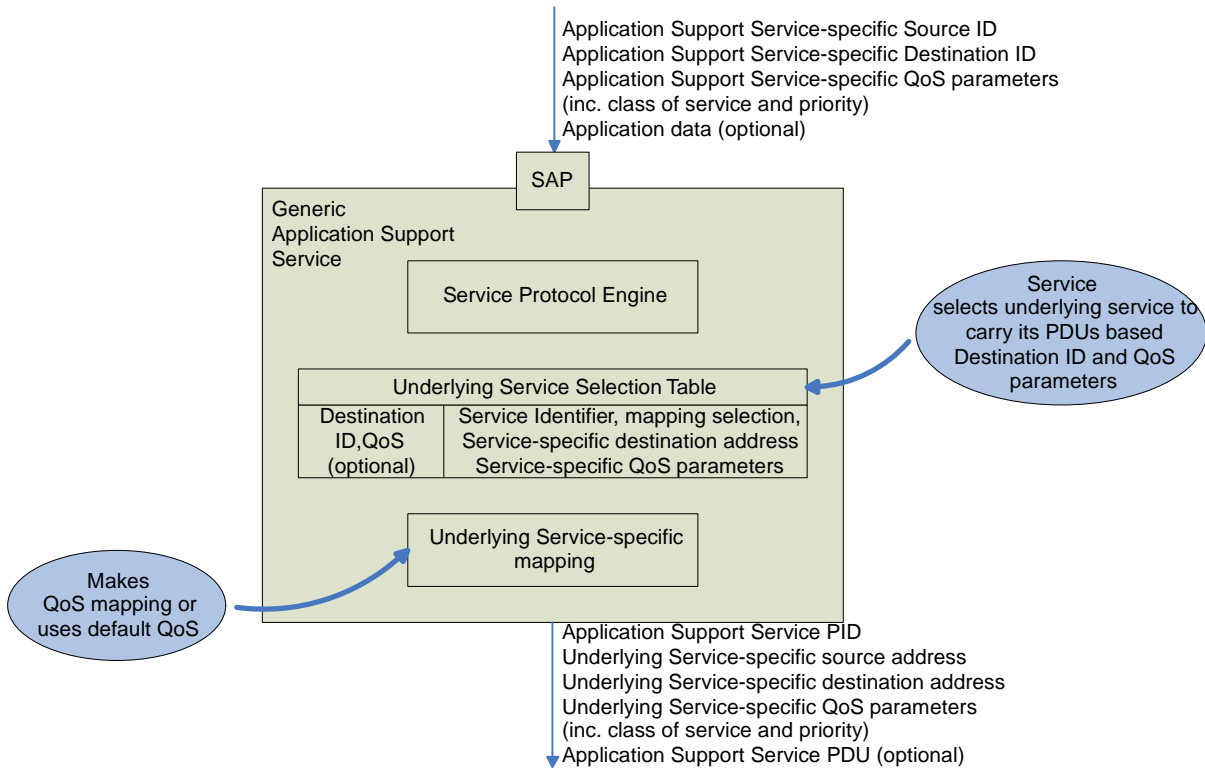 Application Support Service-specific Source ID
Application Support Service-specific Destination ID
Application Support Service-specific QoS parameters
(inc. class of service and priority)
Application data (optional)
SAP
Generic
Application Support
Service
Service Protocol Engine
Service
selects underlying service to
carry its PDUs based
Destination ID and QoS
parameters
Underlying Service Selection Table
Destination
ID,QoS
(optional)
Service Identifier, mapping selection,
Service-specific destination address
Service-specific QoS parameters
Underlying Service-specific
mapping
Makes
QoS mapping or
uses default QoS
Application Support Service PID
Underlying Service-specific source address
Underlying Service-specific destination address
Underlying Service-specific QoS parameters
(inc. class of service and priority)
Application Support Service PDU (optional)